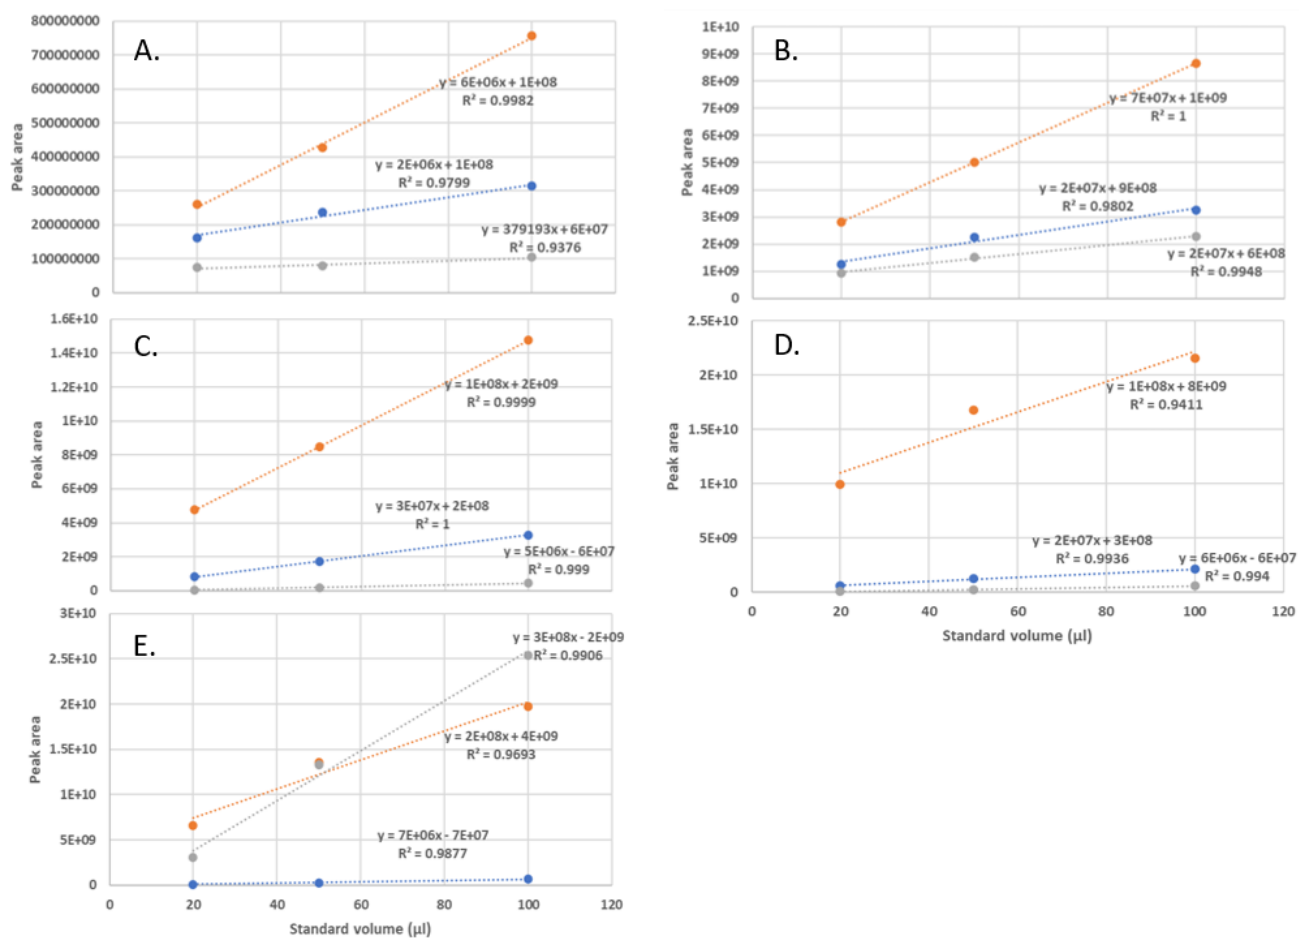 A.
Peak area
800000000
700000000
600000000
500000000
400000000
300000000
200000000
100000000
0
y = 6E+06x + 1E+08
R² = 0.9982
y = 2E+06x + 1E+08
R² = 0.9799
y = 379193x + 6E+07
R² = 0.9376
B.
Peak area
1E+10
9E+09
8E+09
7E+09
6E+09
5E+09
4E+09
3E+09
2E+09
1E+09
0
y = 7E+07x + 1E+09
R² = 1
y = 2E+07x + 9E+08
R² = 0.9802
y = 2E+07x + 6E+08
R² = 0.9948
C.
Peak area
1.6E+10
1.4E+10
1.2E+10
1E+10
8E+09
6E+09
4E+09
2E+09
0
y = 1E+08x + 2E+09
R² = 0.9999
y = 3E+07x + 2E+08
R² = 1
y = 5E+06x - 6E+07
R² = 0.999
D.
Peak area
2.5E+10
2E+10
1.5E+10
1E+10
5E+09
0
y = 1E+08x + 8E+09
R² = 0.9411
y = 2E+07x + 3E+08
R² = 0.9936
y = 6E+06x - 6E+07
R² = 0.994
0 20 40 60 80 100 120
Standard volume (µl)
E.
Peak area
3E+10
2.5E+10
2E+10
1.5E+10
1E+10
5E+09
0
y = 3E+08x - 2E+09
R² = 0.9906
y = 2E+08x + 4E+09
R² = 0.9693
y = 7E+06x - 7E+07
R² = 0.9877
0 20 40 60 80 100 120
Standard volume (µl)